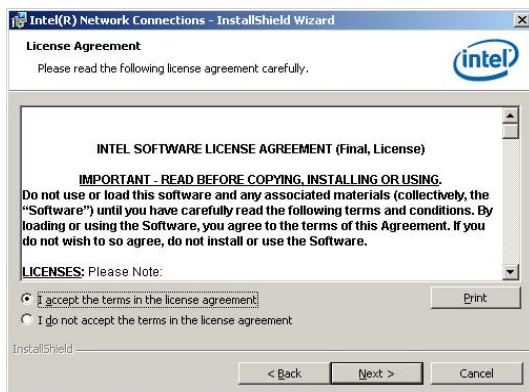 Intel(R) Network Connections - InstallShield Wizard
License Agreement
Please read the following license agreement carefully.
intel
INTEL SOFTWARE LICENSE AGREEMENT (Final, License)
IMPORTANT - READ BEFORE COPYING, INSTALLING OR USING.
Do not use or load this software and any associated materials (collectively, the
“Software”) until you have carefully read the following terms and conditions. By
loading or using the Software, you agree to the terms of this Agreement. If you
do not wish to so agree, do not install or use the Software.
LICENSES: Please Note:
I accept the terms in the license agreement
Print
I do not accept the terms in the license agreement
InstallShield
< Back
Next >
Cancel